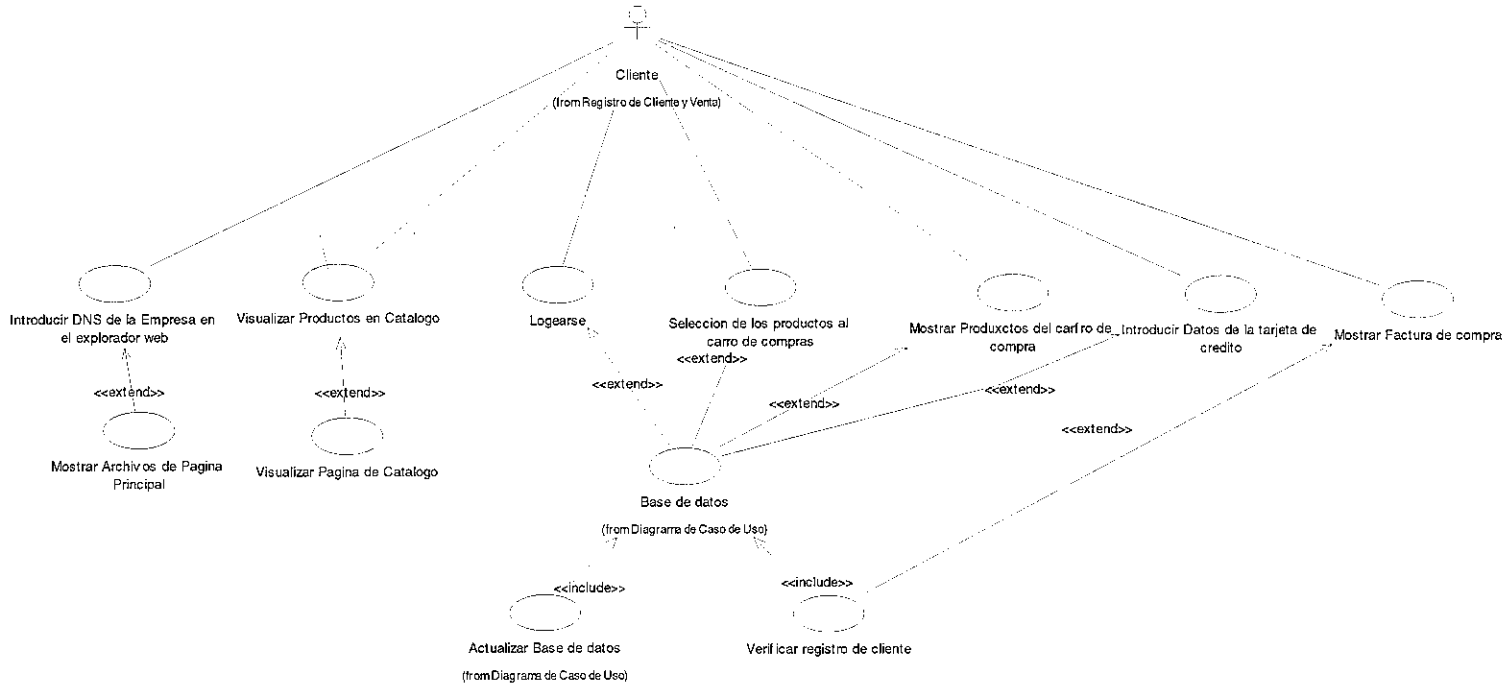 Cliente
(from Registro de Cliente y Venta)
Introducir DNS de la Empresa en
el explorador web
Visualizar Productos en Catalogo
Logearse
Seleccion de los productos al
carro de compras
Mostrar Produxctos del carfro de
compra
Introducir Datos de la tarjeta de
credito
Mostrar Factura de compra
<<extend>>
<<extend>>
<<extend>>
<<extend>>
<<extend>>
<<extend>>
<<extend>>
Mostrar Archivos de Pagina
Principal
Visualizar Pagina de Catalogo
Base de datos
(from Diagrama de Caso de Uso)
<<include>>
<<include>>
Actualizar Base de datos
(from Diagrama de Caso de Uso)
Verificar registro de cliente